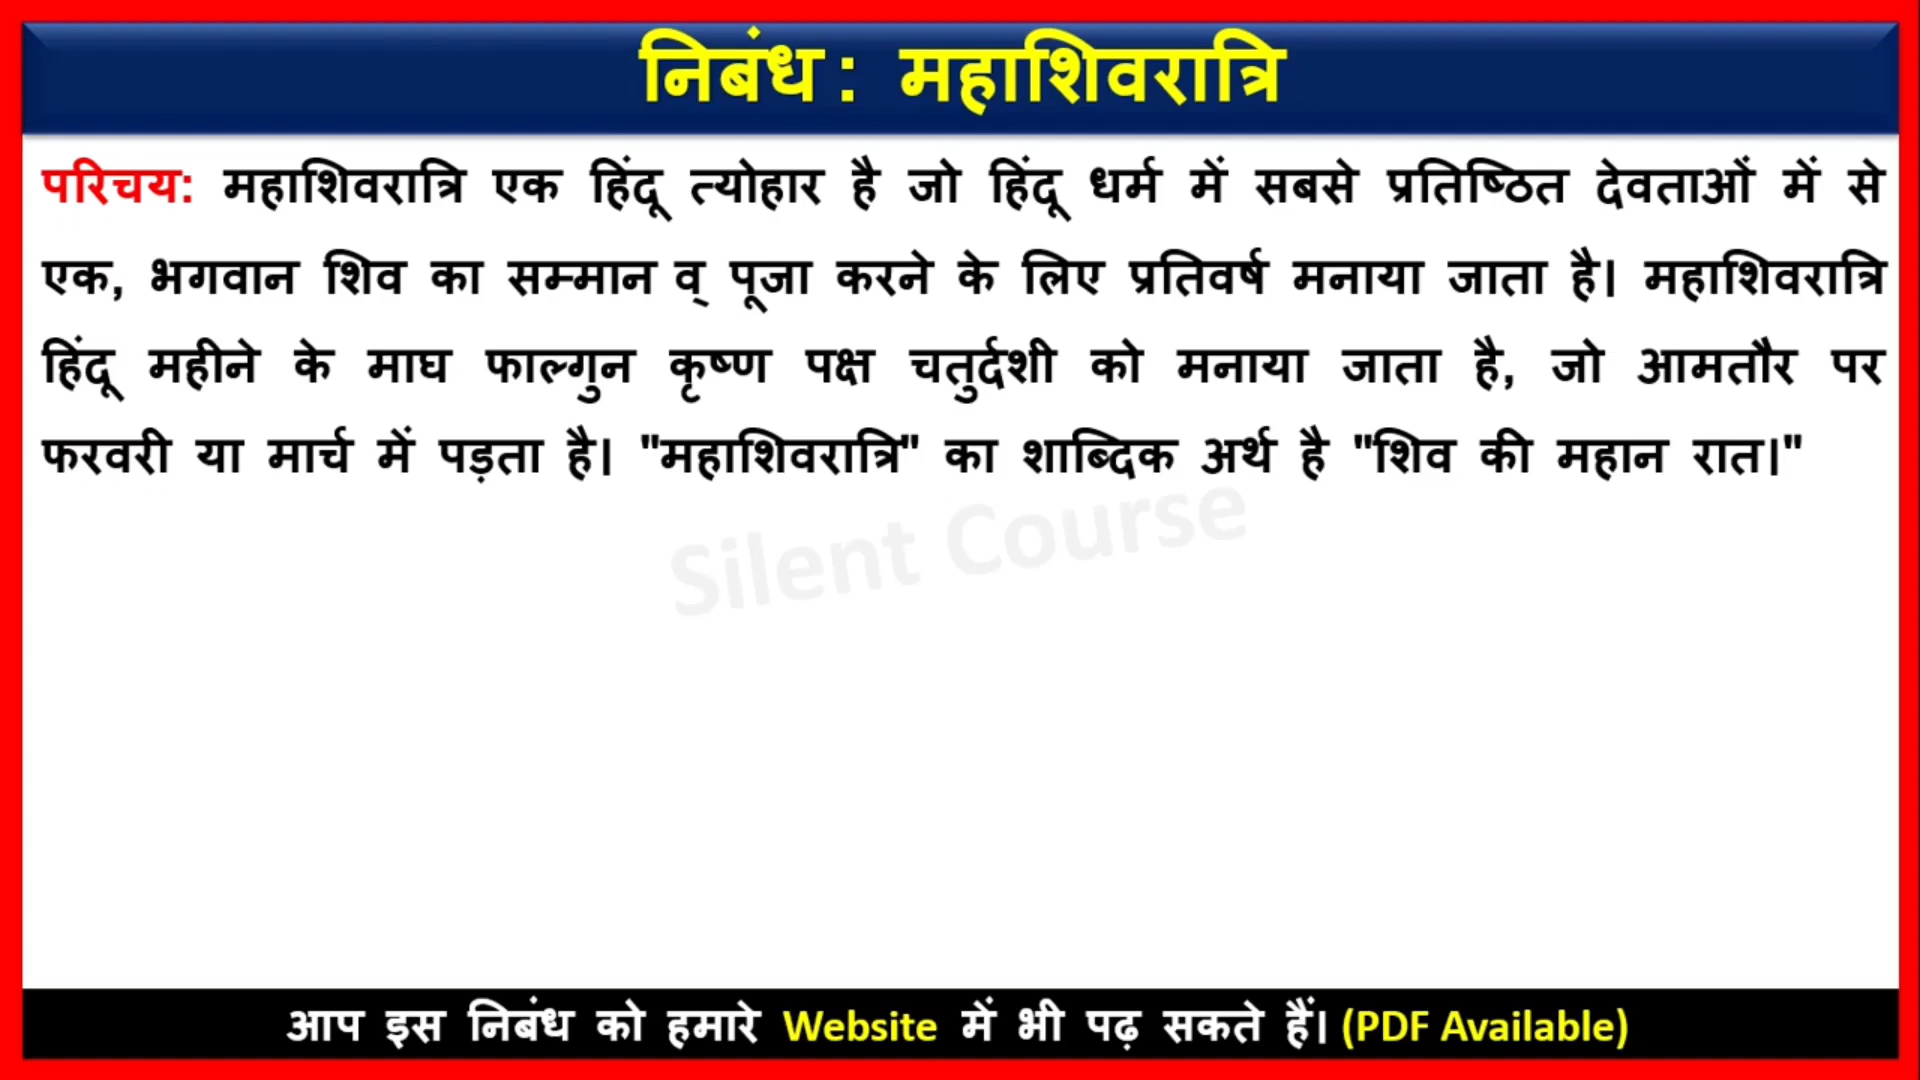 निबंध : महाशिवरात्रि
परिचय: महाशिवरात्रि एक हिंदू त्योहार है जो हिंदू धर्म में सबसे प्रतिष्ठित देवताओं में से
एक, भगवान शिव का सम्मान व् पूजा करने के लिए प्रतिवर्ष मनाया जाता है। महाशिवरात्रि
हिंदू महीने के माघ फाल्गुन कृष्ण पक्ष चतुर्दशी को मनाया जाता है, जो आमतौर पर
फरवरी या मार्च में पड़ता है। "महाशिवरात्रि" का शाब्दिक अर्थ है "शिव की महान रात।"
Silent Course
आप इस निबंध को हमारे Website में भी पढ़ सकते हैं। (PDF Available)